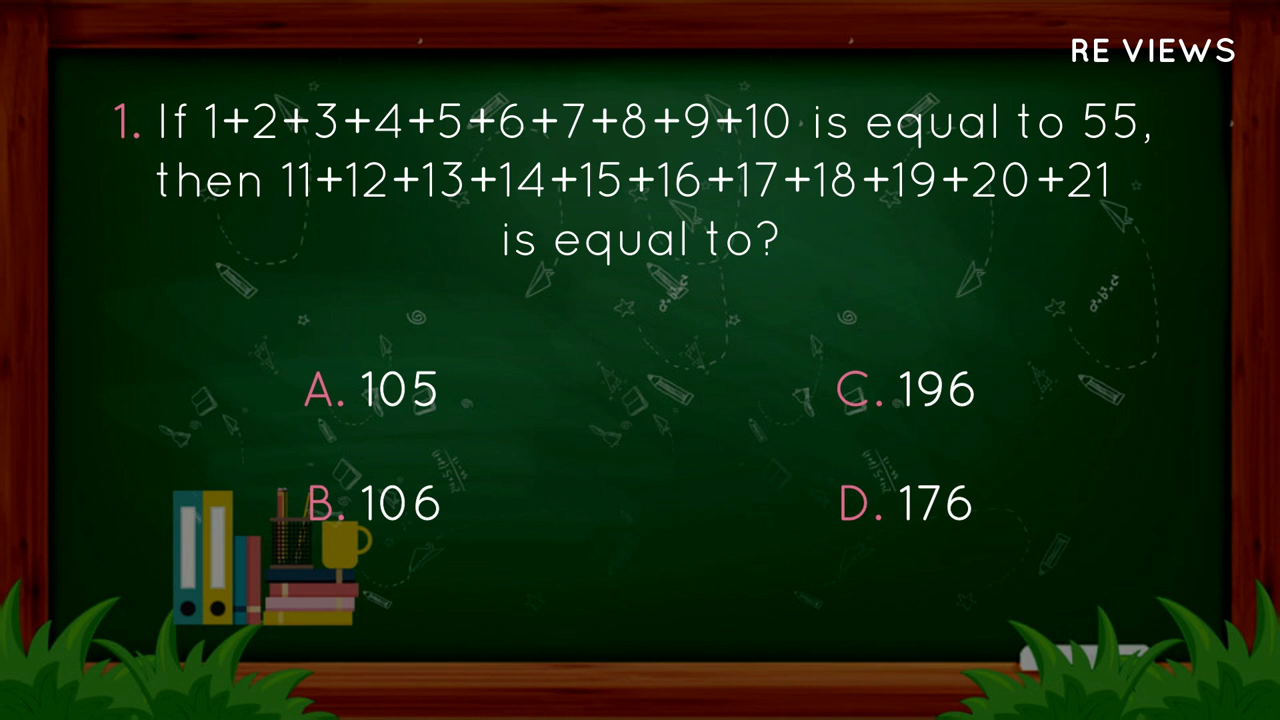 RE VIEWS
1. If 1+2+3+4+5+6+7+8+9+10 is equal to 55,
then 11+12+13+14+15+16+17+18+19+20+21
is equal to?
A. 105
C. 196
B. 106
D. 176